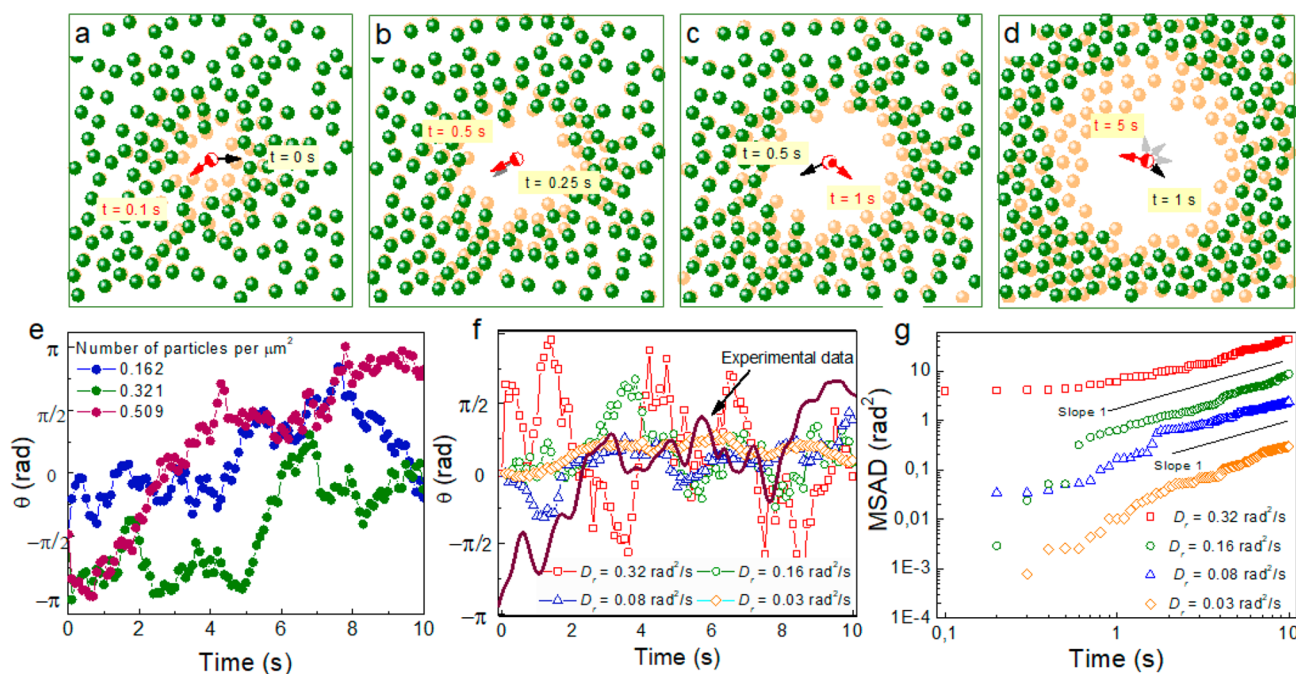 a
t = 0 s
t = 0.1 s
b
t = 0.5 s
t = 0.25 s
c
t = 0.5 s
t = 1 s
d
t = 5 s
t = 1 s
e
Number of particles per μm²
0.162
0.321
0.509
π
π/2
0
−π/2
−π
θ (rad)
0 2 4 6 8 10
Time (s)
f
Experimental data
π
π/2
0
−π/2
−π
θ (rad)
D_r = 0.32 rad²/s
D_r = 0.16 rad²/s
D_r = 0.08 rad²/s
D_r = 0.03 rad²/s
0 2 4 6 8 10
Time (s)
g
10
1
0,1
0,01
1E-3
1E-4
MSAD (rad²)
Slope 1
Slope 1
D_r = 0.32 rad²/s
D_r = 0.16 rad²/s
D_r = 0.08 rad²/s
D_r = 0.03 rad²/s
0,1 1 10
Time (s)